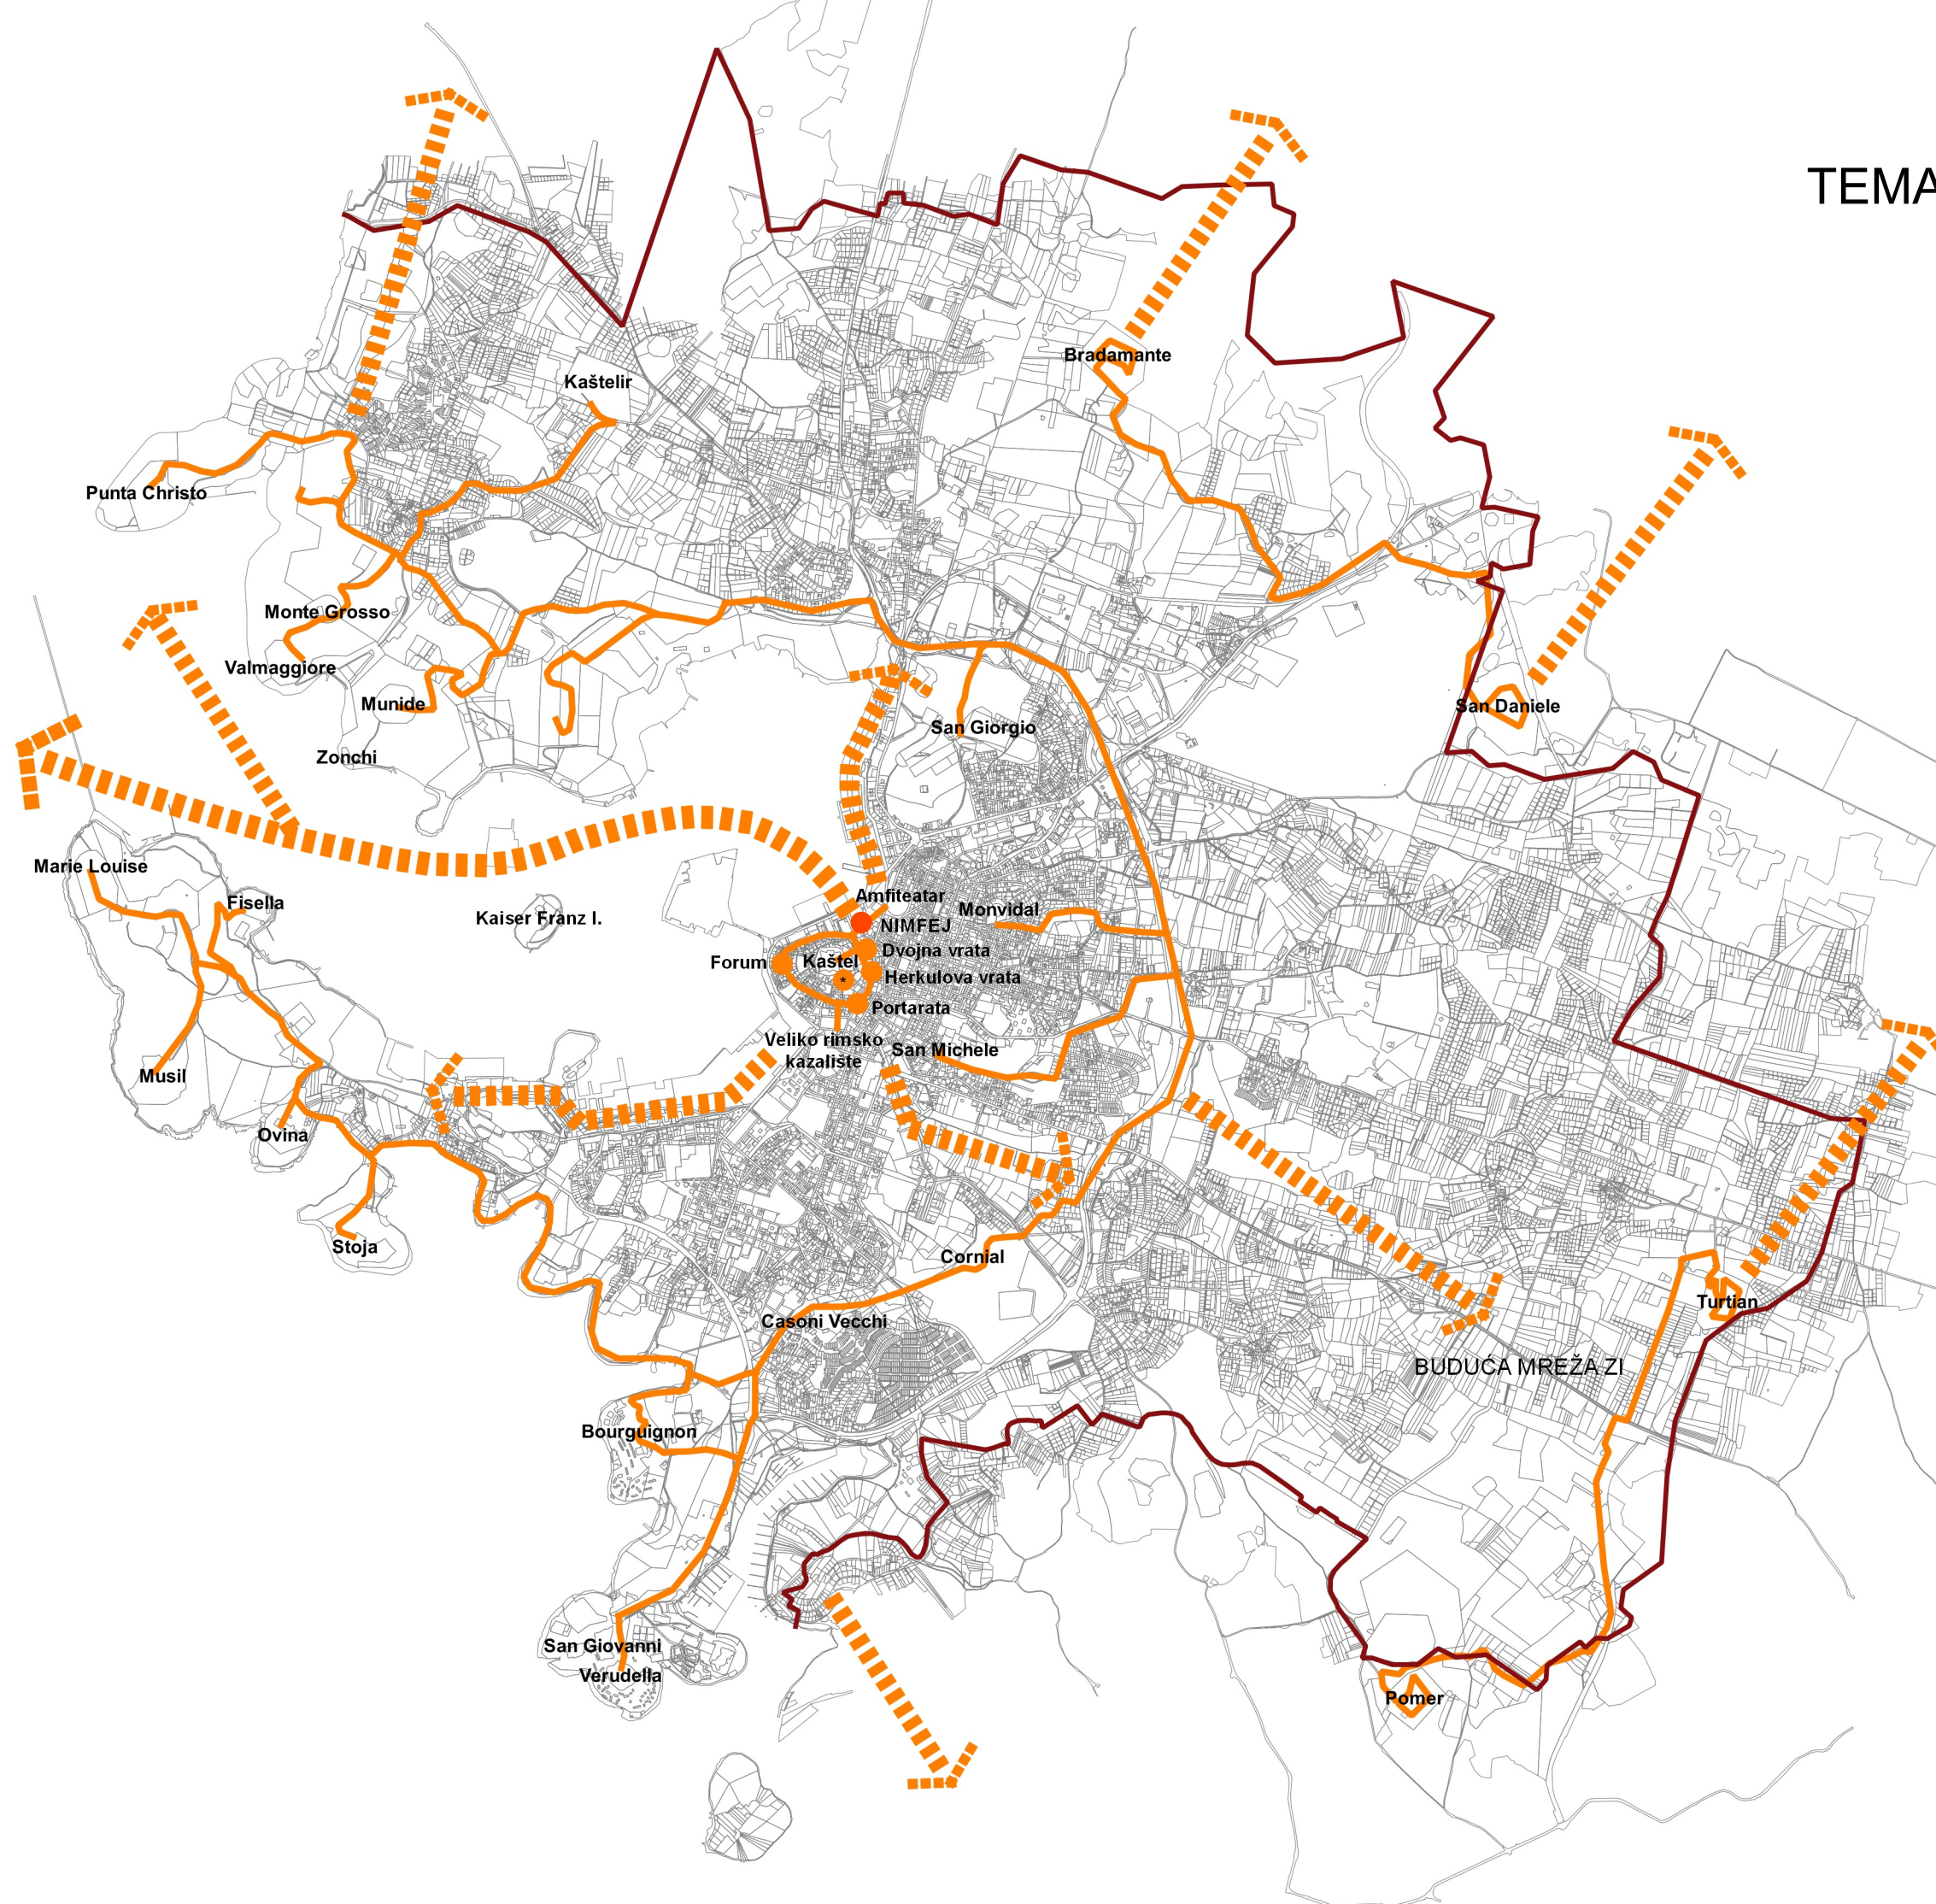 TEMA
Bradamante
Kaštelir
Punta Christo
Monte Grosso
Valmaggiore
Munide
San Daniele
San Giorgio
Zonchi
Marie Louise
Fisella
Kaiser Franz I.
Amfiteatar
Monvidal
NIMFEJ
Dvojna vrata
Forum
Kaštel
Herkulova vrata
*
Portarata
Veliko rimsko
kazalište
San Michele
Musil
Ovina
Stoja
Cornial
Turtian
Casoni Vecchi
BUDUĆA MREŽA ZI
Bourguignon
San Giovanni
Verudella
Pomer